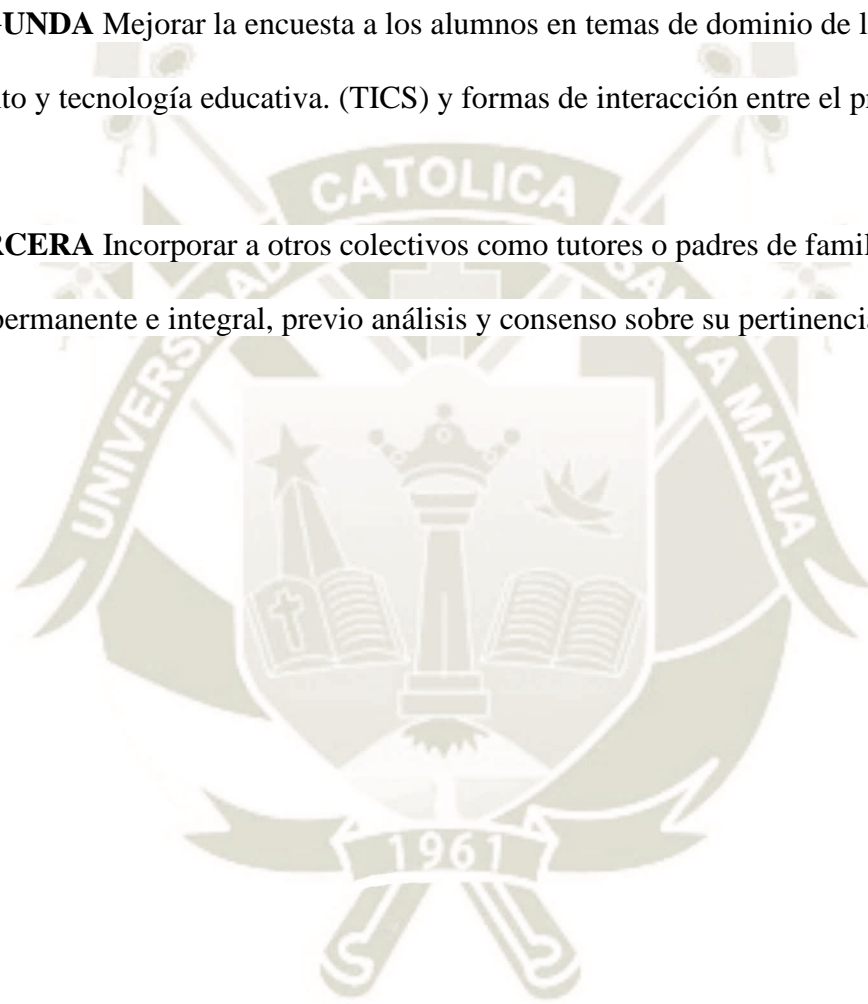 UNDA Mejorar la encuesta a los alumnos en temas de dominio de
to y tecnología educativa. (TICS) y formas de interacción entre el
RCERA Incorporar a otros colectivos como tutores o padres de
permanente e integral, previo análisis y consenso sobre su
UNIVERSIDAD CATOLICA SANTA MARIA
1961